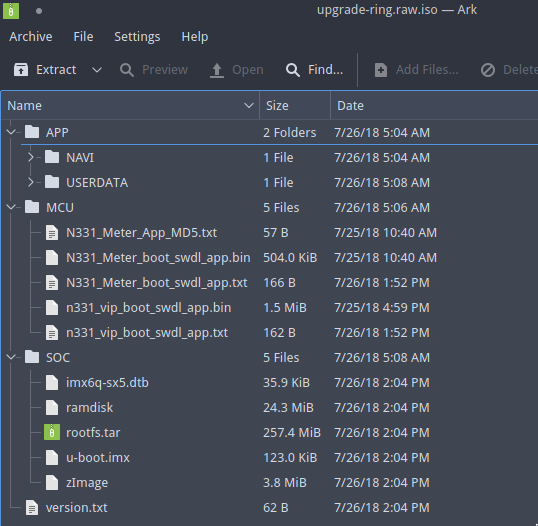 upgrade-ring.raw.iso — Ark
Archive File Settings Help
Extract Preview Open Find... Add Files... Delete
Name Size Date
APP 2 Folders 7/26/18 5:04 AM
NAVI 1 File 7/26/18 5:04 AM
USERDATA 1 File 7/26/18 5:08 AM
MCU 5 Files 7/26/18 5:06 AM
N331_Meter_App_MD5.txt 57 B 7/25/18 10:40 AM
N331_Meter_boot_swdl_app.bin 504.0 KiB 7/25/18 10:40 AM
N331_Meter_boot_swdl_app.txt 166 B 7/26/18 1:52 PM
n331_vip_boot_swdl_app.bin 1.5 MiB 7/25/18 4:59 PM
n331_vip_boot_swdl_app.txt 162 B 7/26/18 1:52 PM
SOC 5 Files 7/26/18 5:08 AM
imx6q-sx5.dtb 35.9 KiB 7/26/18 2:04 PM
ramdisk 24.3 MiB 7/26/18 2:04 PM
rootfs.tar 257.4 MiB 7/26/18 2:04 PM
u-boot.imx 123.0 KiB 7/26/18 2:04 PM
zImage 3.8 MiB 7/26/18 2:04 PM
version.txt 62 B 7/26/18 2:04 PM